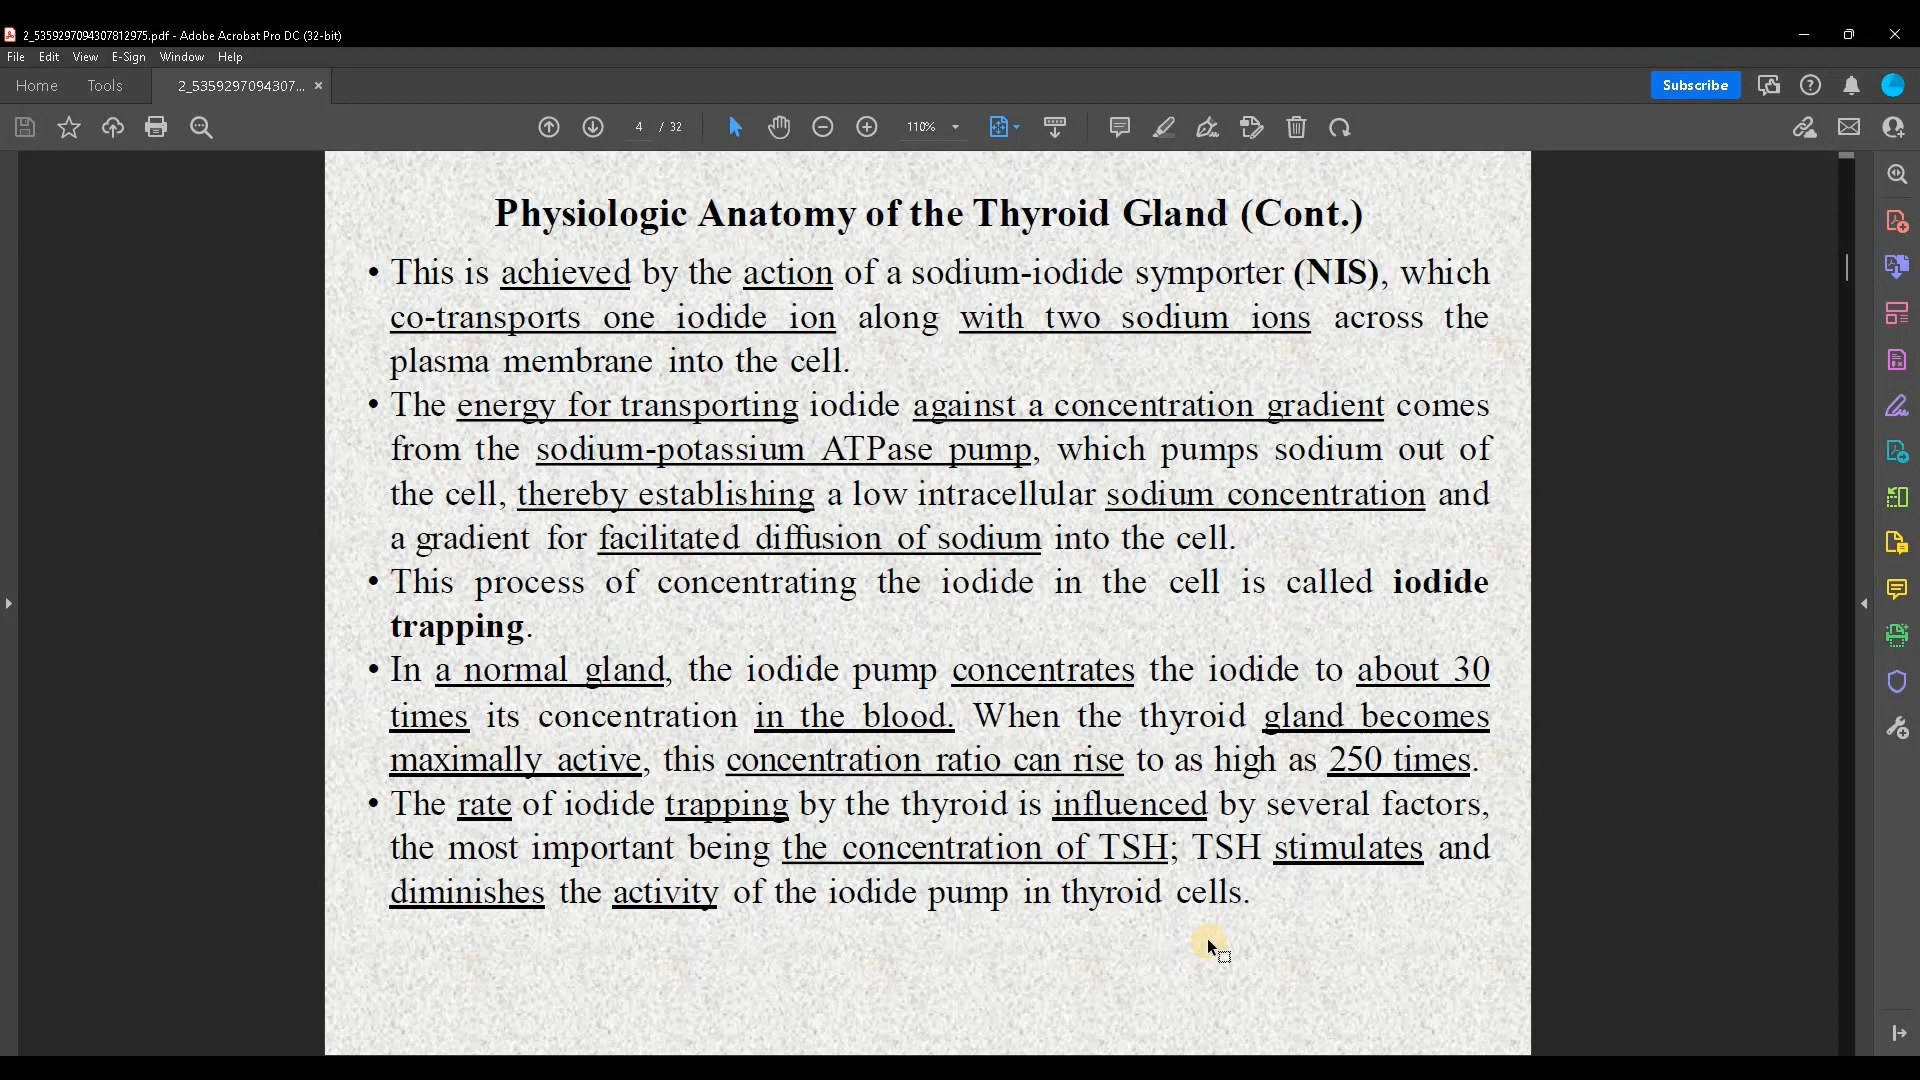 2_5359297094307812975.pdf - Adobe Acrobat Pro DC (32-bit)
File Edit View E-Sign Window Help
Home Tools 2_5359297094307... ×
Subscribe
4 / 32 110%
Physiologic Anatomy of the Thyroid Gland (Cont.)
• This is achieved by the action of a sodium-iodide symporter (NIS), which
co-transports one iodide ion along with two sodium ions across the
plasma membrane into the cell.
• The energy for transporting iodide against a concentration gradient comes
from the sodium-potassium ATPase pump, which pumps sodium out of
the cell, thereby establishing a low intracellular sodium concentration and
a gradient for facilitated diffusion of sodium into the cell.
• This process of concentrating the iodide in the cell is called iodide
trapping.
• In a normal gland, the iodide pump concentrates the iodide to about 30
times its concentration in the blood. When the thyroid gland becomes
maximally active, this concentration ratio can rise to as high as 250 times.
• The rate of iodide trapping by the thyroid is influenced by several factors,
the most important being the concentration of TSH; TSH stimulates and
diminishes the activity of the iodide pump in thyroid cells.